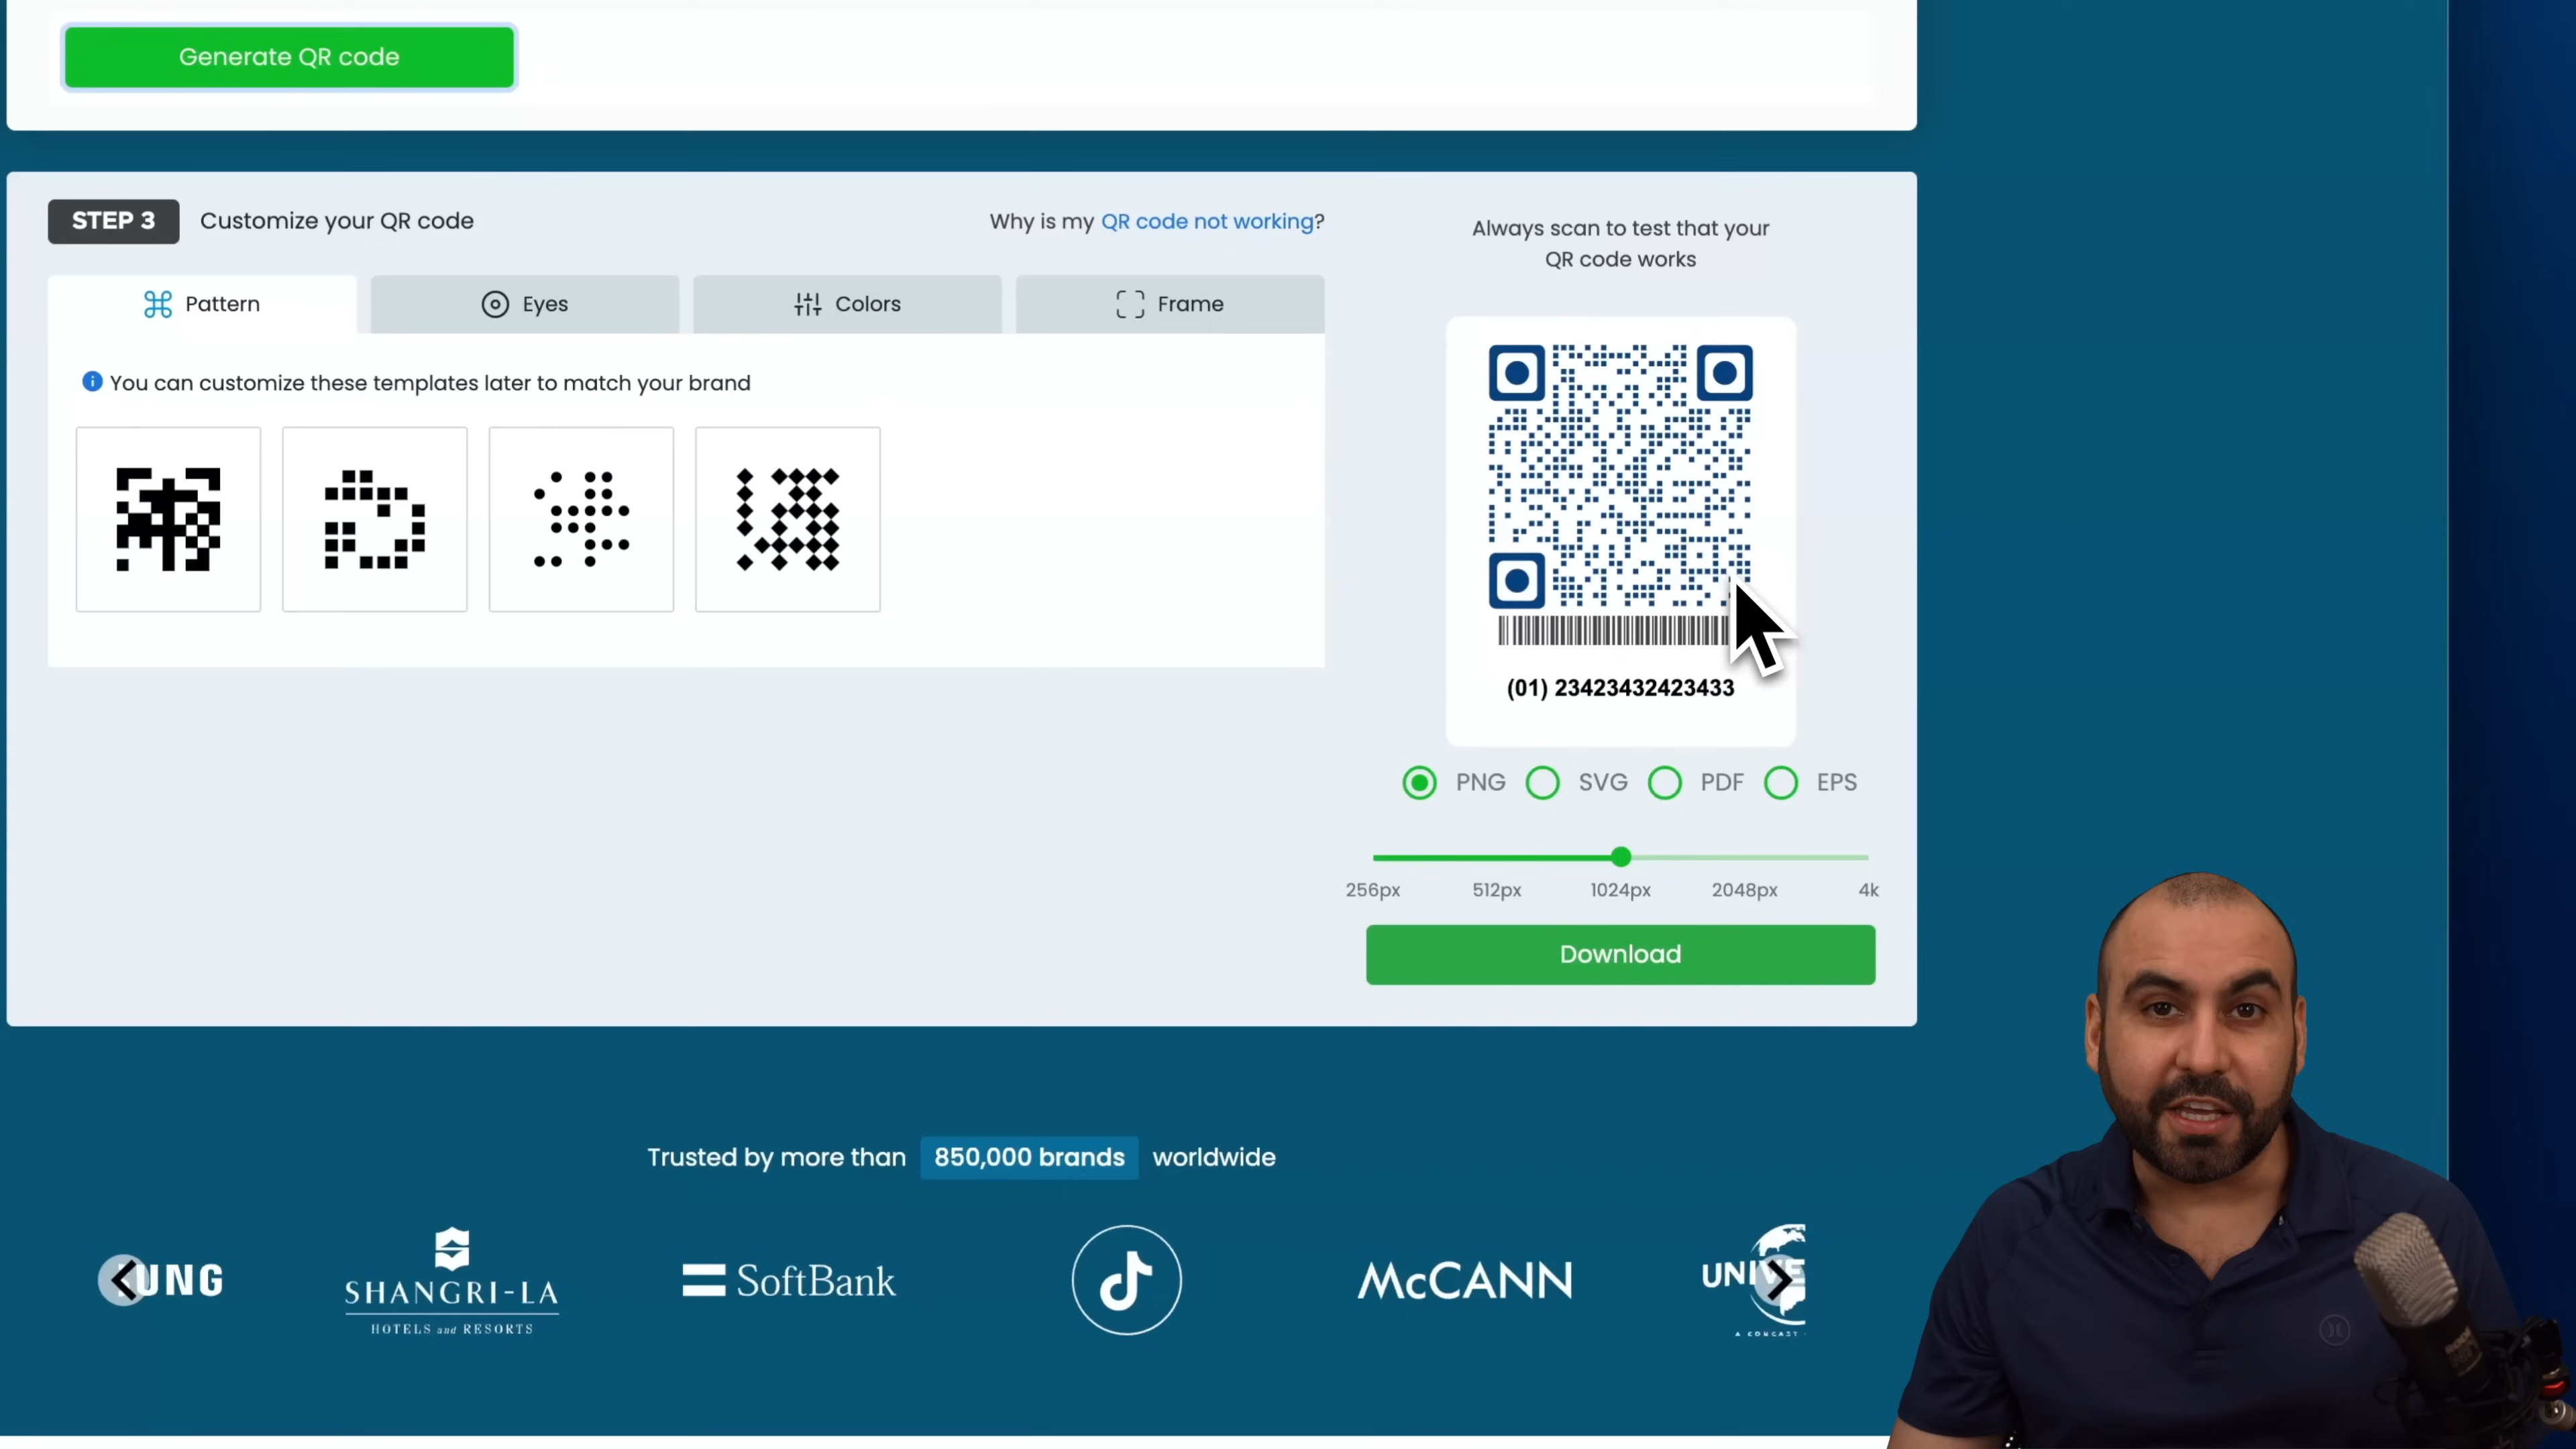 Generate QR code
STEP 3
Customize your QR code
Why is my QR code not working?
Always scan to test that your
QR code works
Pattern
Eyes
Colors
Frame
You can customize these templates later to match your brand
(01) 23423432423433
PNG
SVG
PDF
EPS
256px
512px
1024px
2048px
4k
Download
Trusted by more than 850,000 brands worldwide
UNG
SHANGRI-LA
HOTELS and RESORTS
SoftBank
McCANN